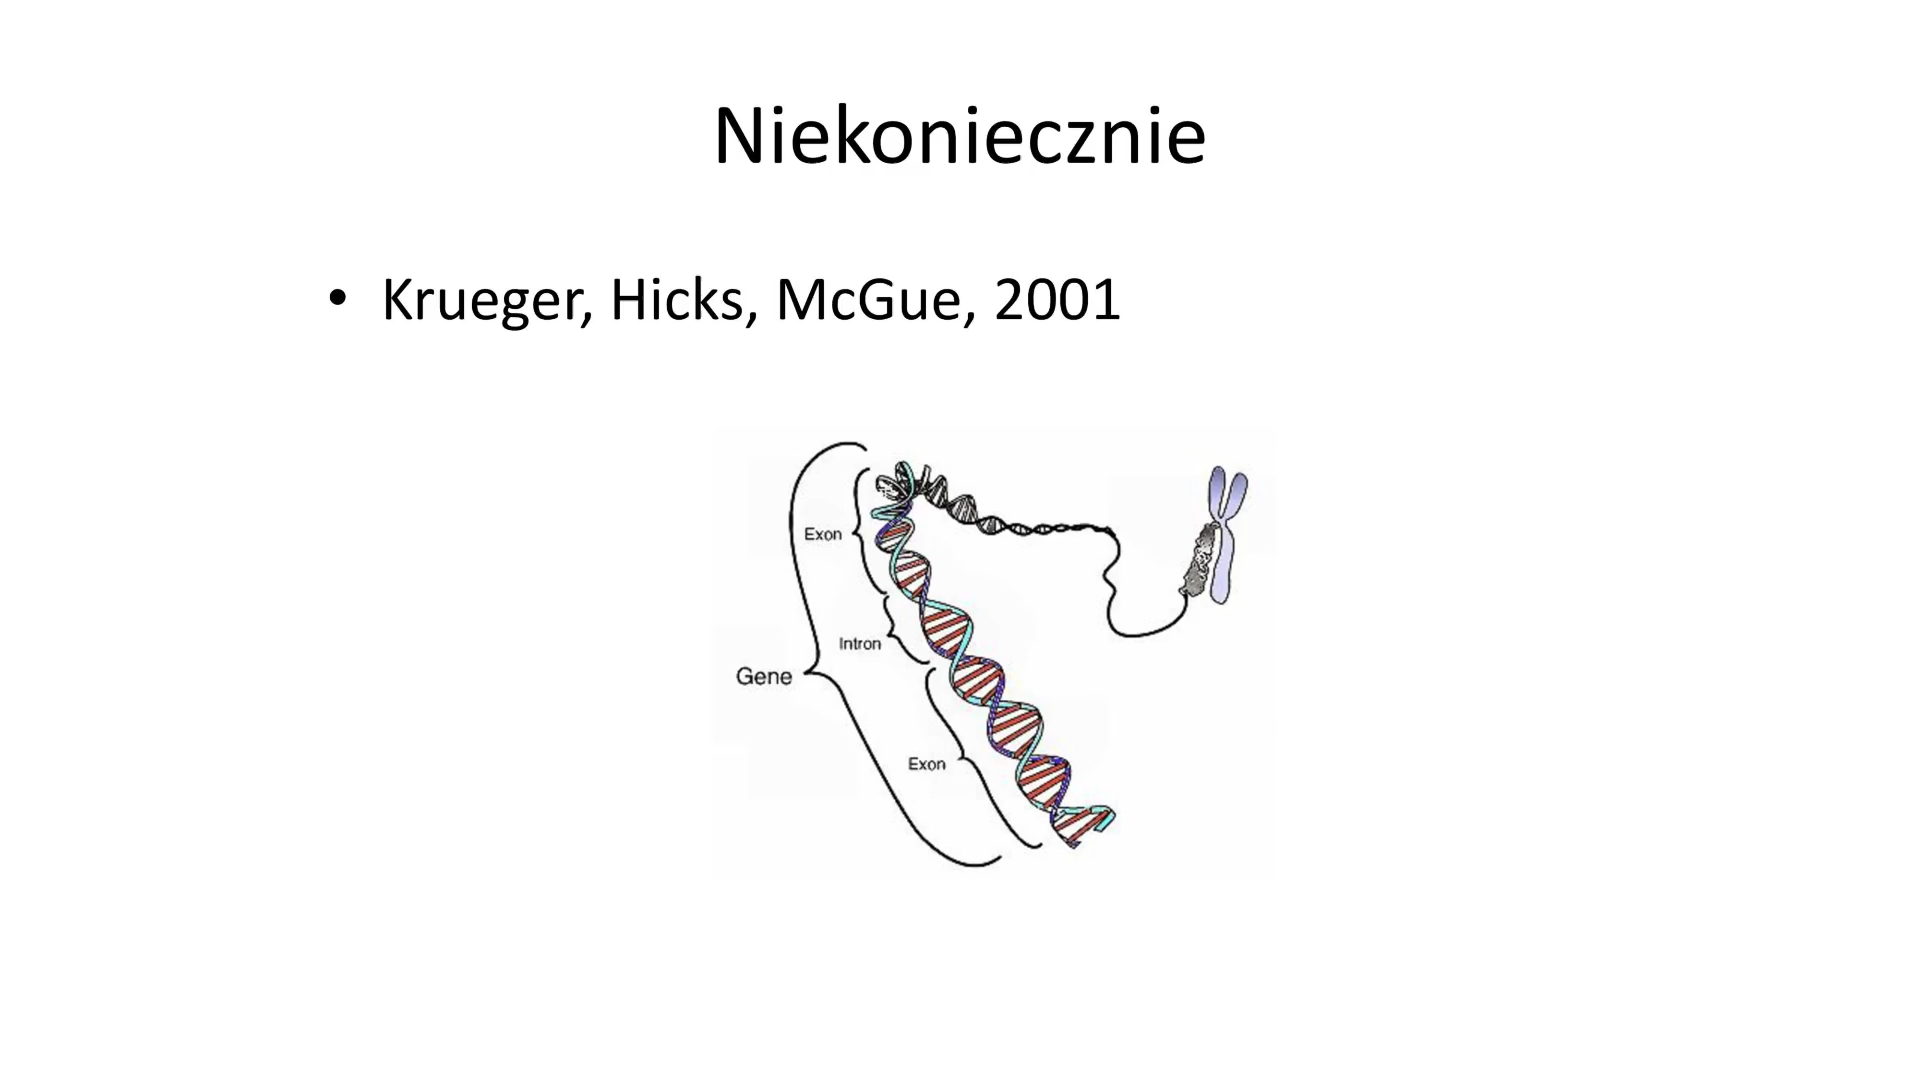 Niekoniecznie
• Krueger, Hicks, McGue, 2001
Exon
Intron
Gene
Exon